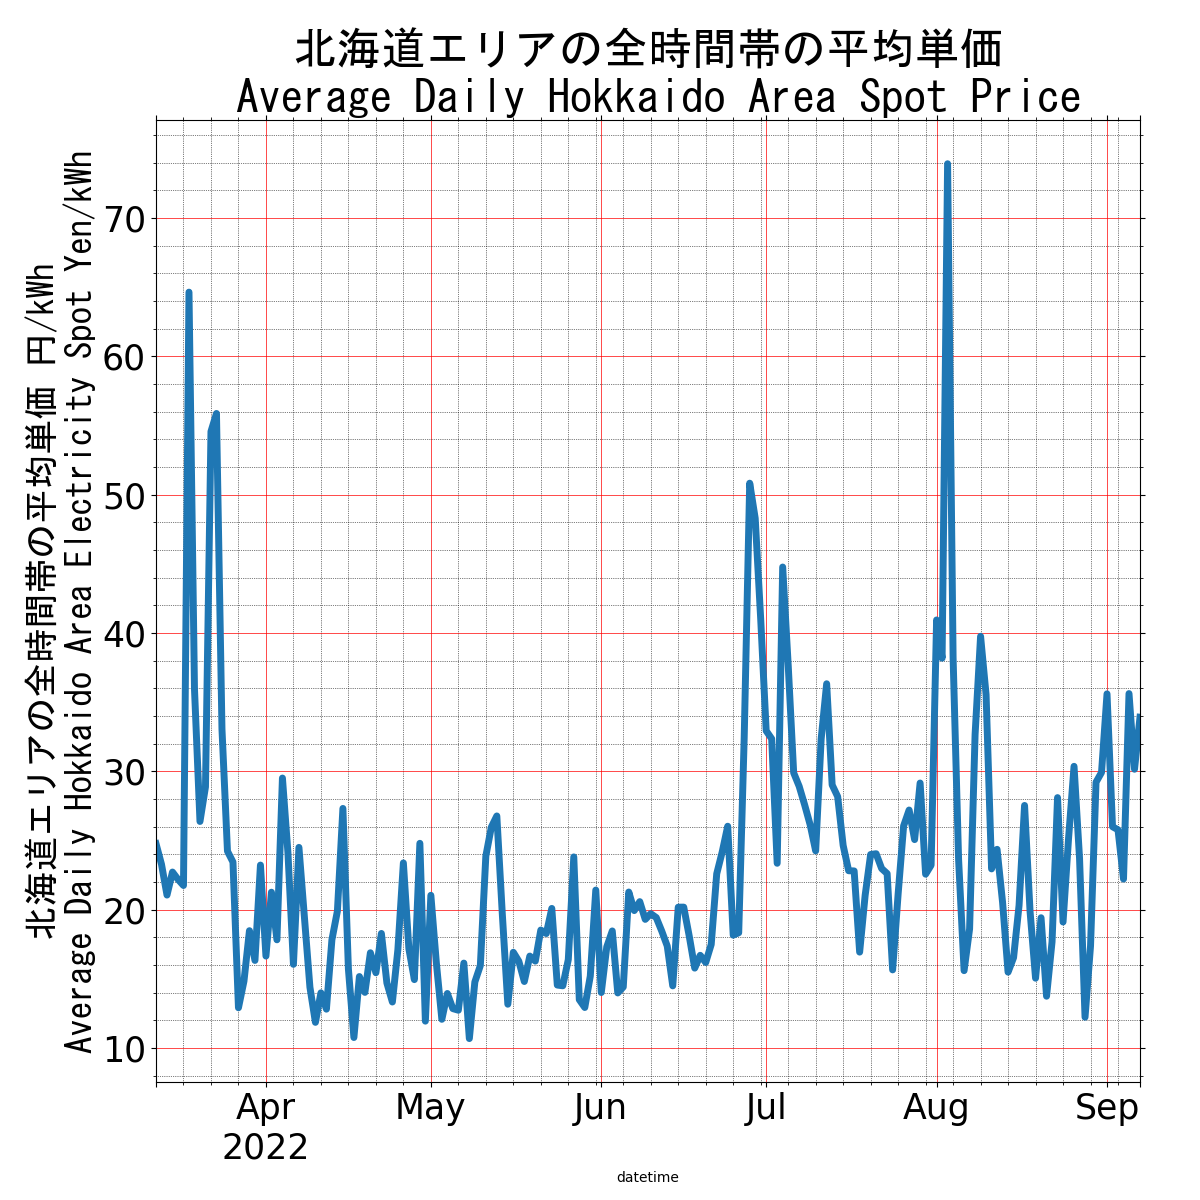 北海道エリアの全時間帯の平均単価
Average Daily Hokkaido Area Spot Price
北海道エリアの全時間帯の平均単価 円/kWh
Average Daily Hokkaido Area Electricity Spot Yen/kWh
70
60
50
40
30
20
10
Apr
2022
May
Jun
Jul
Aug
Sep
datetime